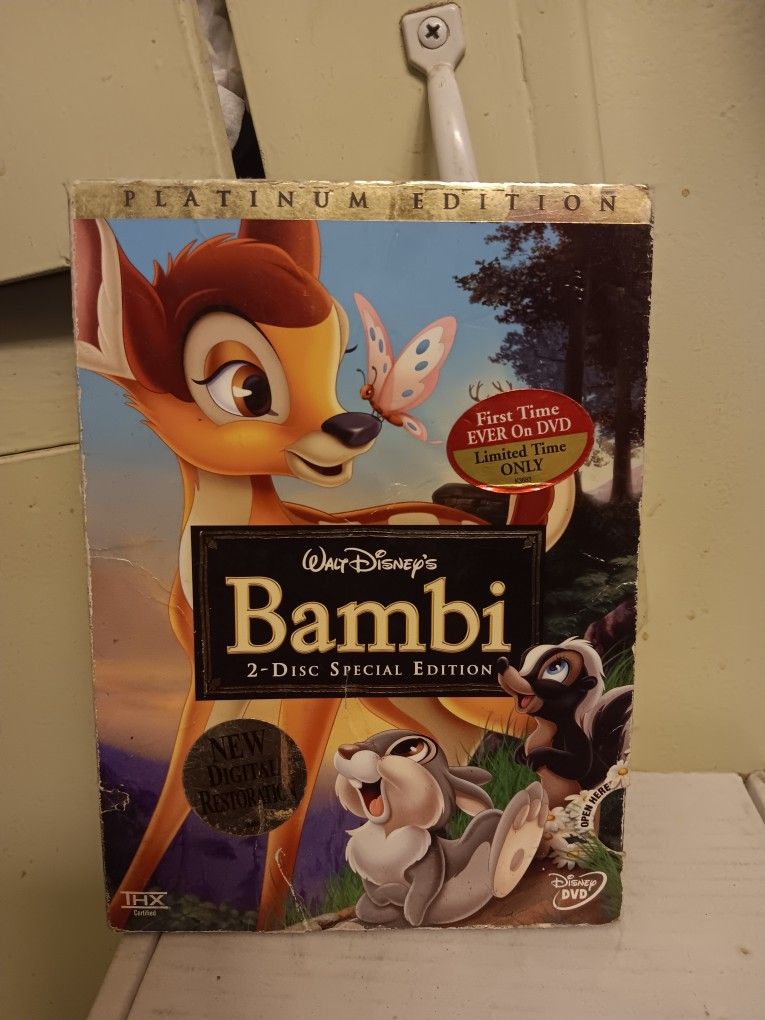 PLATINUM EDITION
First Time
EVER On DVD
Limited Time
ONLY
WALT DISNEY'S
Bambi
2-DISC SPECIAL EDITION
NEW
DIGITAL
RESTORATION
OPEN HERE
THX
Certified
DISNEY
DVD